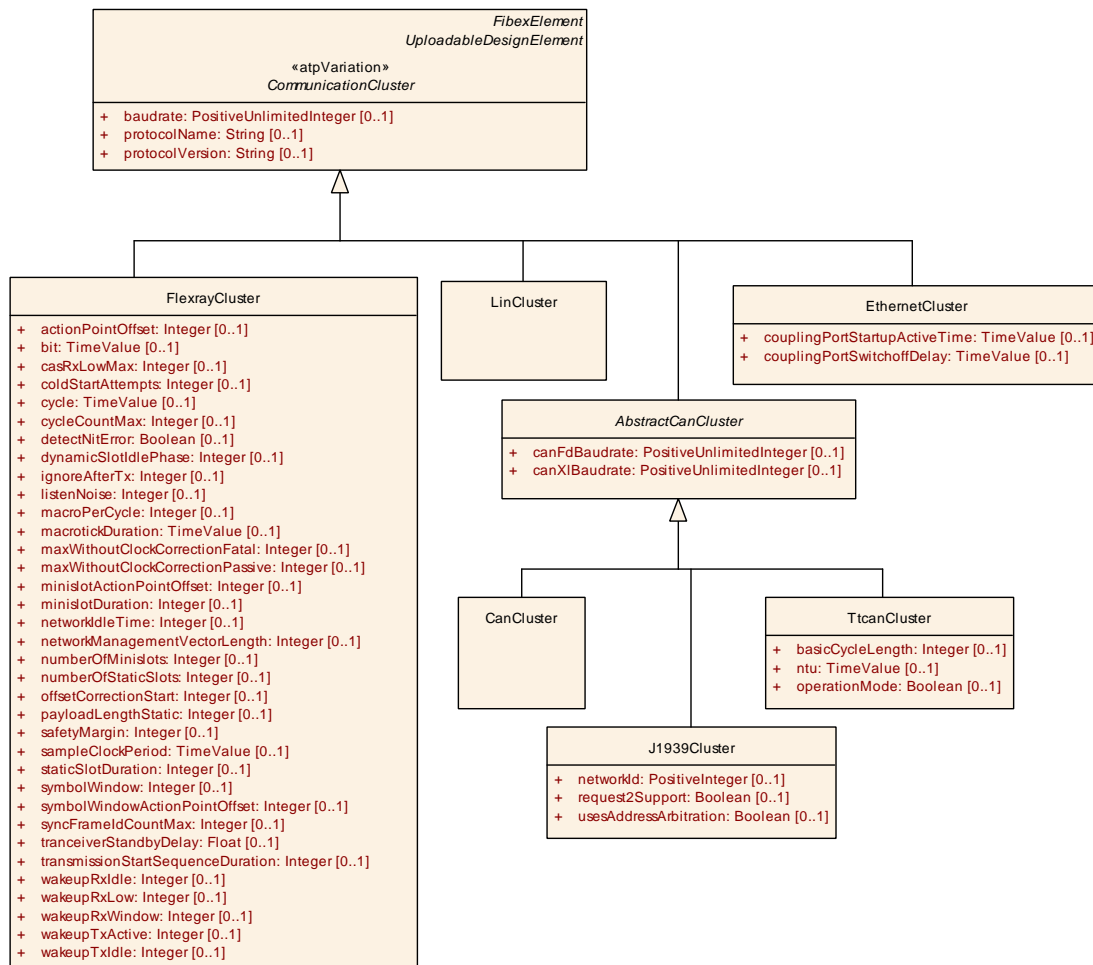 FibexElement
UploadableDesignElement
«atpVariation»
CommunicationCluster
+ baudrate: PositiveUnlimitedInteger [0..1]
+ protocolName: String [0..1]
+ protocolVersion: String [0..1]
FlexrayCluster
+ actionPointOffset: Integer [0..1]
+ bit: TimeValue [0..1]
+ casRxLowMax: Integer [0..1]
+ coldStartAttempts: Integer [0..1]
+ cycle: TimeValue [0..1]
+ cycleCountMax: Integer [0..1]
+ detectNitError: Boolean [0..1]
+ dynamicSlotIdlePhase: Integer [0..1]
+ ignoreAfterTx: Integer [0..1]
+ listenNoise: Integer [0..1]
+ macroPerCycle: Integer [0..1]
+ macrotickDuration: TimeValue [0..1]
+ maxWithoutClockCorrectionFatal: Integer [0..1]
+ maxWithoutClockCorrectionPassive: Integer [0..1]
+ minislotActionPointOffset: Integer [0..1]
+ minislotDuration: Integer [0..1]
+ networkIdleTime: Integer [0..1]
+ networkManagementVectorLength: Integer [0..1]
+ numberOfMinislots: Integer [0..1]
+ numberOfStaticSlots: Integer [0..1]
+ offsetCorrectionStart: Integer [0..1]
+ payloadLengthStatic: Integer [0..1]
+ safetyMargin: Integer [0..1]
+ sampleClockPeriod: TimeValue [0..1]
+ staticSlotDuration: Integer [0..1]
+ symbolWindow: Integer [0..1]
+ symbolWindowActionPointOffset: Integer [0..1]
+ syncFrameIdCountMax: Integer [0..1]
+ tranceiverStandbyDelay: Float [0..1]
+ transmissionStartSequenceDuration: Integer [0..1]
+ wakeupRxIdle: Integer [0..1]
+ wakeupRxLow: Integer [0..1]
+ wakeupRxWindow: Integer [0..1]
+ wakeupTxActive: Integer [0..1]
+ wakeupTxIdle: Integer [0..1]
LinCluster
EthernetCluster
+ couplingPortStartupActiveTime: TimeValue [0..1]
+ couplingPortSwitchoffDelay: TimeValue [0..1]
AbstractCanCluster
+ canFdBaudrate: PositiveUnlimitedInteger [0..1]
+ canXlBaudrate: PositiveUnlimitedInteger [0..1]
CanCluster
TtcanCluster
+ basicCycleLength: Integer [0..1]
+ ntu: TimeValue [0..1]
+ operationMode: Boolean [0..1]
J1939Cluster
+ networkId: PositiveInteger [0..1]
+ request2Support: Boolean [0..1]
+ usesAddressArbitration: Boolean [0..1]